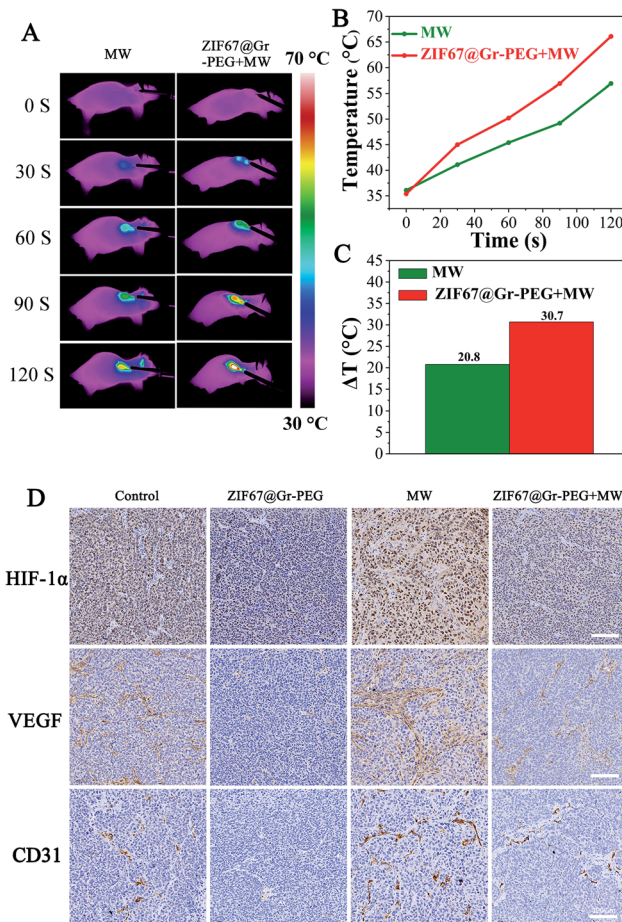 A
MW
ZIF67@Gr
-PEG+MW
70 °C
0 S
30 S
60 S
90 S
120 S
30 °C
B
Temperature (°C)
70
65
60
55
50
45
40
35
MW
ZIF67@Gr-PEG+MW
0 20 40 60 80 100 120
Time (s)
C
ΔT (°C)
45
40
35
30
25
20
15
10
5
0
MW
ZIF67@Gr-PEG+MW
20.8
30.7
D
Control ZIF67@Gr-PEG MW ZIF67@Gr-PEG+MW
HIF-1α
VEGF
CD31